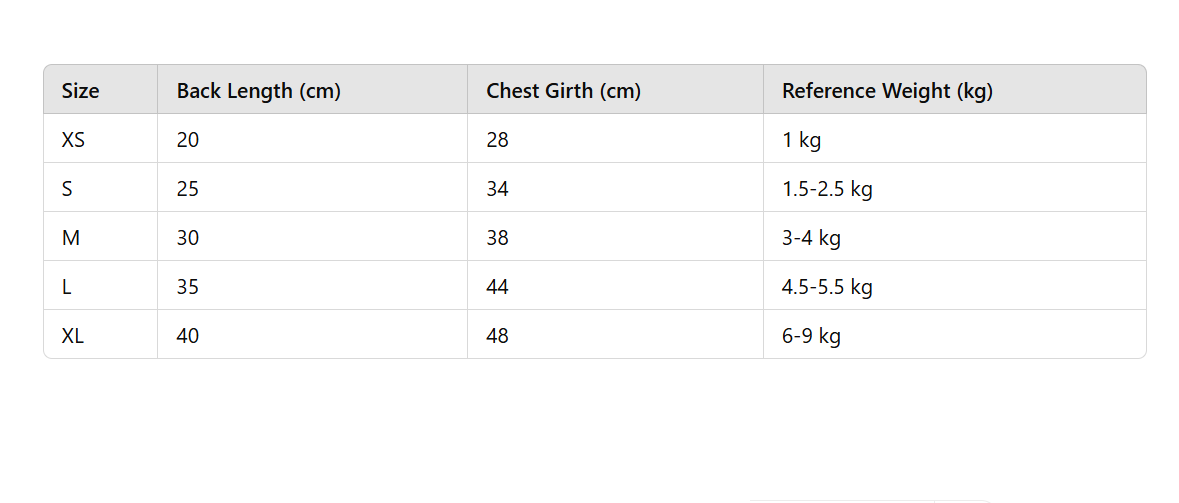 Size Back Length (cm) Chest Girth (cm) Reference Weight (kg)
XS 20 28 1 kg
S 25 34 1.5-2.5 kg
M 30 38 3-4 kg
L 35 44 4.5-5.5 kg
XL 40 48 6-9 kg